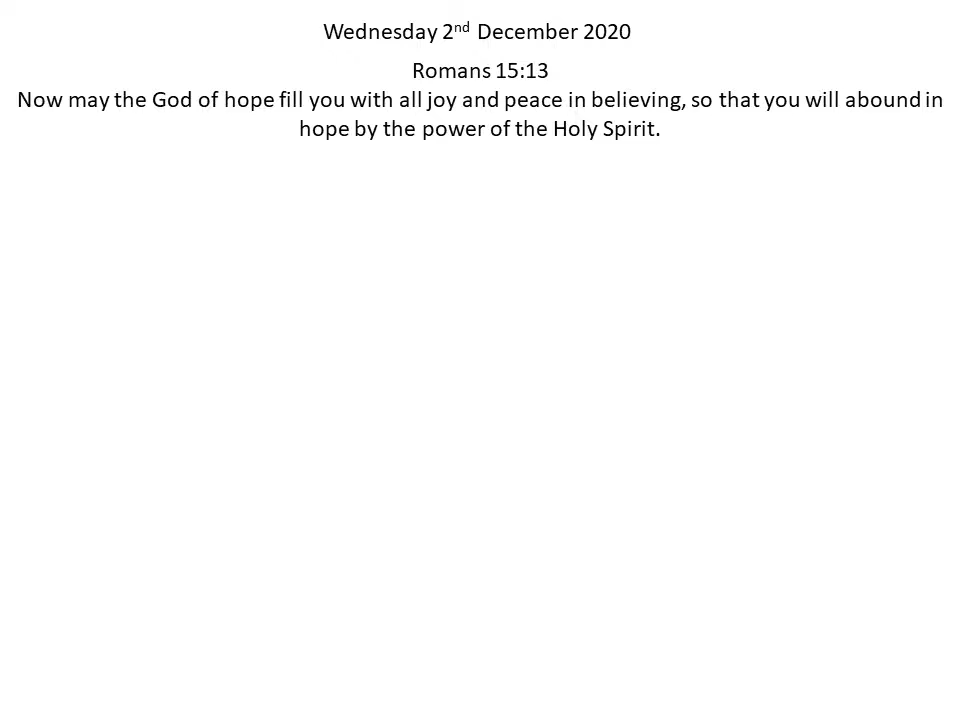 Wednesday 2nd December 2020
Romans 15:13
Now may the God of hope fill you with all joy and peace in believing, so that you will abound in
hope by the power of the Holy Spirit.